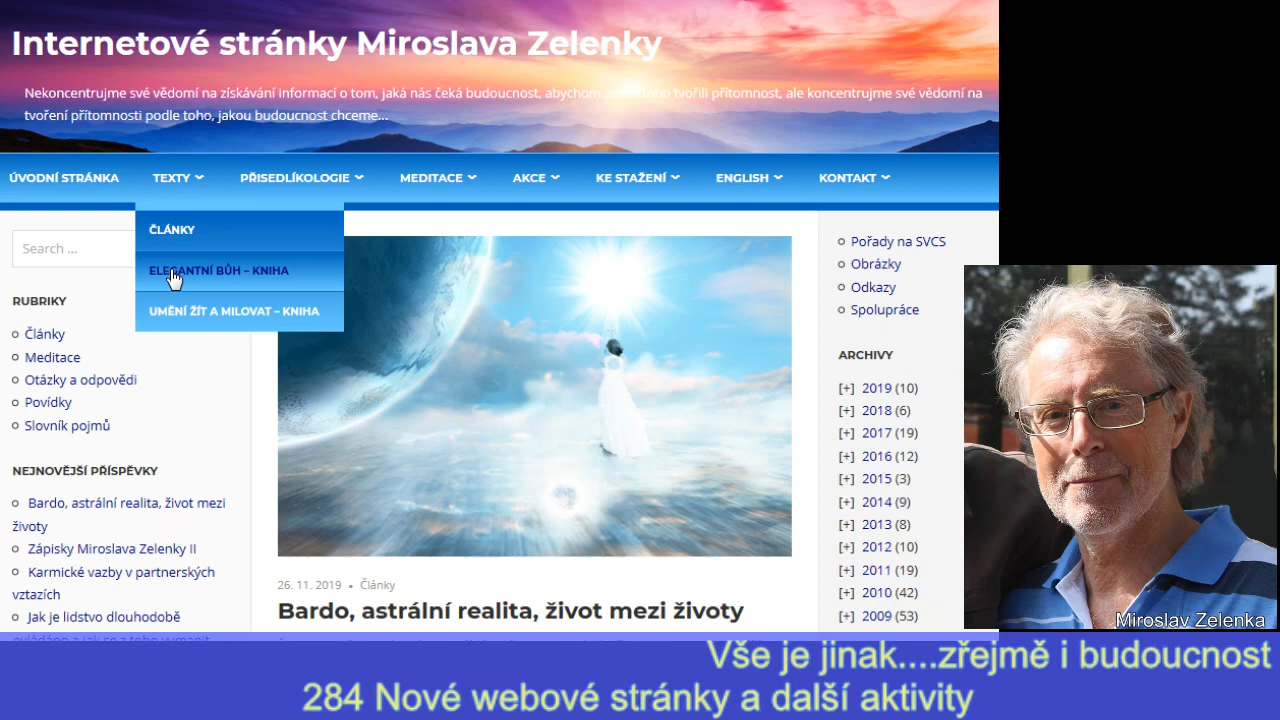 Internetové stránky Miroslava Zelenky
Nekoncentrujme své vědomí na získávání informací o tom, jaká nás čeká budoucnost, abychom tvořili přítomnost, ale koncentrujme své vědomí na
tvoření přítomnosti podle toho, jakou budoucnost chceme...
ÚVODNÍ STRÁNKA TEXTY PŘISEDLÍKOLOGIE MEDITACE AKCE KE STAŽENÍ ENGLISH KONTAKT
ČLÁNKY
ELEGANTNÍ BŮH – KNIHA
UMĚNÍ ŽÍT A MILOVAT – KNIHA
Search ...
RUBRIKY
Články
Meditace
Otázky a odpovědi
Povídky
Slovník pojmů
NEJNOVĚJŠÍ PŘÍSPĚVKY
Bardo, astrální realita, život mezi
životy
Zápisky Miroslava Zelenky II
Karmické vazby v partnerských
vztazích
Jak je lidstvo dlouhodobě
ovládáno a jak se z toho vymanit
26. 11. 2019 • Články
Bardo, astrální realita, život mezi životy
Pořady na SVCS
Obrázky
Odkazy
Spolupráce
ARCHIVY
[+] 2019 (10)
[+] 2018 (6)
[+] 2017 (19)
[+] 2016 (12)
[+] 2015 (3)
[+] 2014 (9)
[+] 2013 (8)
[+] 2012 (10)
[+] 2011 (19)
[+] 2010 (42)
[+] 2009 (53)
Miroslav Zelenka
Vše je jinak....zřejmě i budoucnost
284 Nové webové stránky a další aktivity